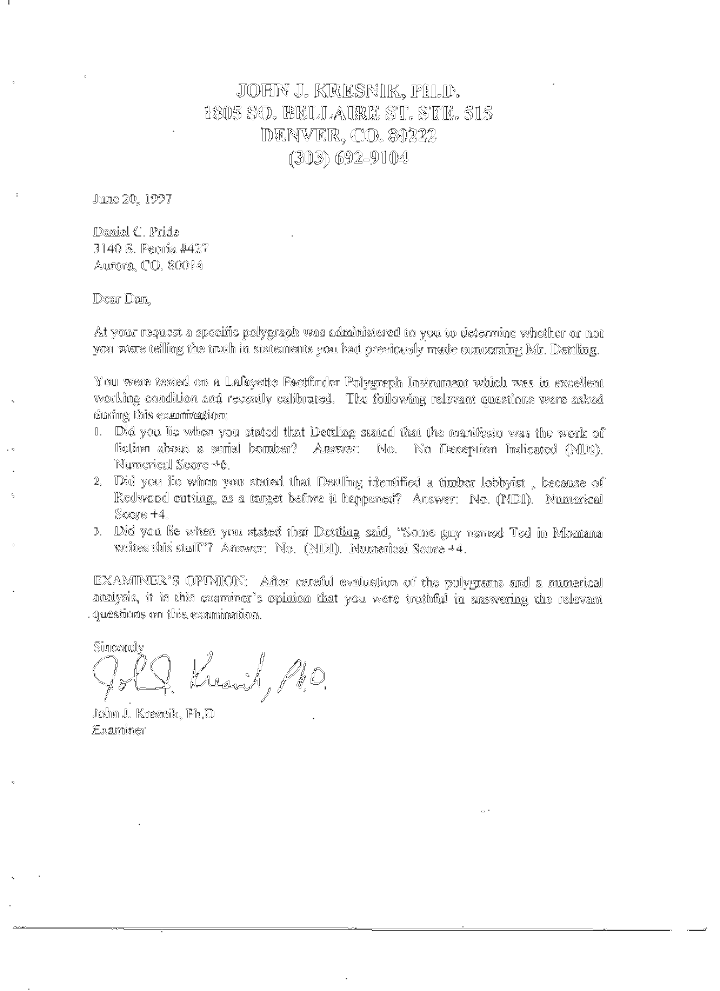 JOHN J. KRESNIK, PH.D.
1805 SO. BELLAIRE ST. STE. 515
DENVER, CO. 80222
(303) 692-9104
June 20, 1997
Daniel C. Pride
3140 S. Peoria #427
Aurora, CO. 80014
Dear Dan,
At your request a specific polygraph was administered to you to determine whether or not
you were telling the truth in statements you had previously made concerning Mr. Dettling.
You were tested on a Lafayette Factfinder Polygraph Instrument which was in excellent
working condition and recently calibrated. The following relevant questions were asked
during this examination:
1. Did you lie when you stated that Dettling stated that the manifesto was the work of
fiction about a serial bomber? Answer: No. No Deception Indicated (NDI).
Numerical Score +6.
2. Did you lie when you stated that Dettling identified a timber lobbyist , because of
Redwood cutting, as a target before it happened? Answer: No. (NDI). Numerical
Score +4.
3. Did you lie when you stated that Dettling said, "Some guy named Ted in Montana
writes this stuff"? Answer: No. (NDI). Numerical Score +4.
EXAMINER'S OPINION: After careful evaluation of the polygrams and a numerical
analysis, it is this examiner's opinion that you were truthful in answering the relevant
questions on this examination.
Sincerely,
John J. Kresnik, Ph.D.
John J. Kresnik, Ph.D
Examiner